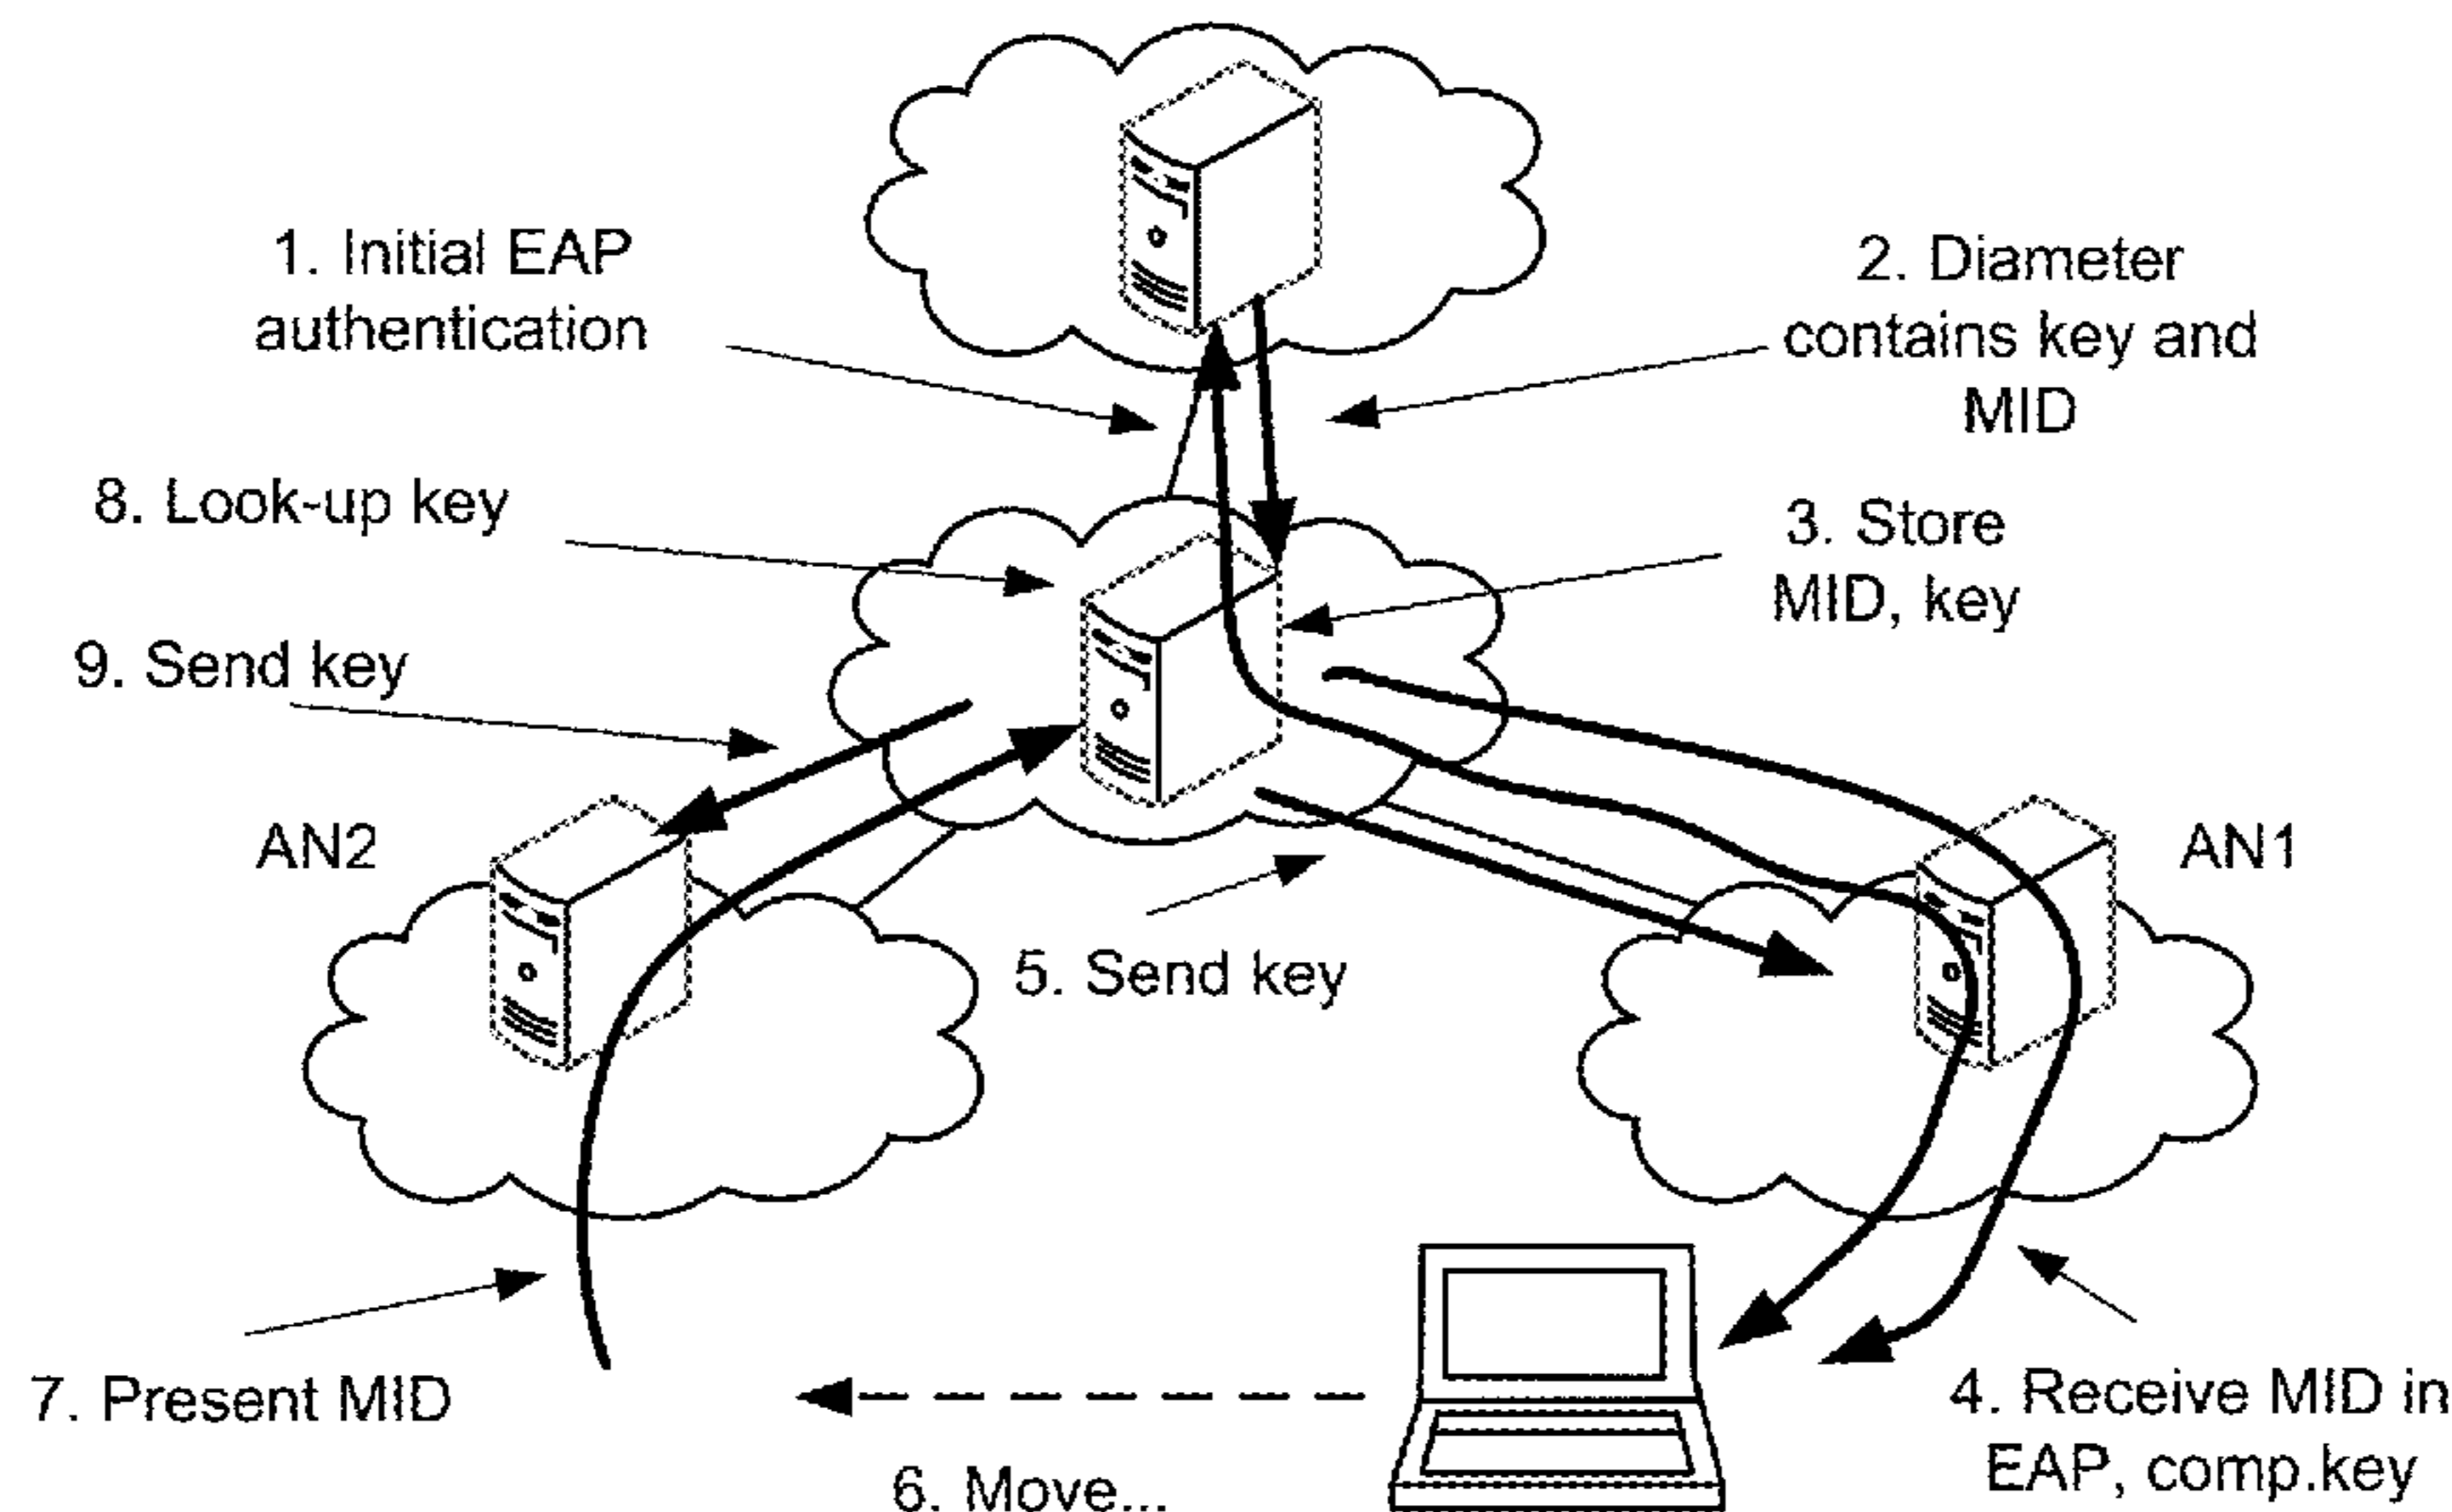 1. Initial EAP
authentication
2. Diameter
contains key and
MID
8. Look-up key
3. Store
MID, key
9. Send key
AN2
AN1
5. Send key
7. Present MID
4. Receive MID in
EAP, comp.key
6. Move...